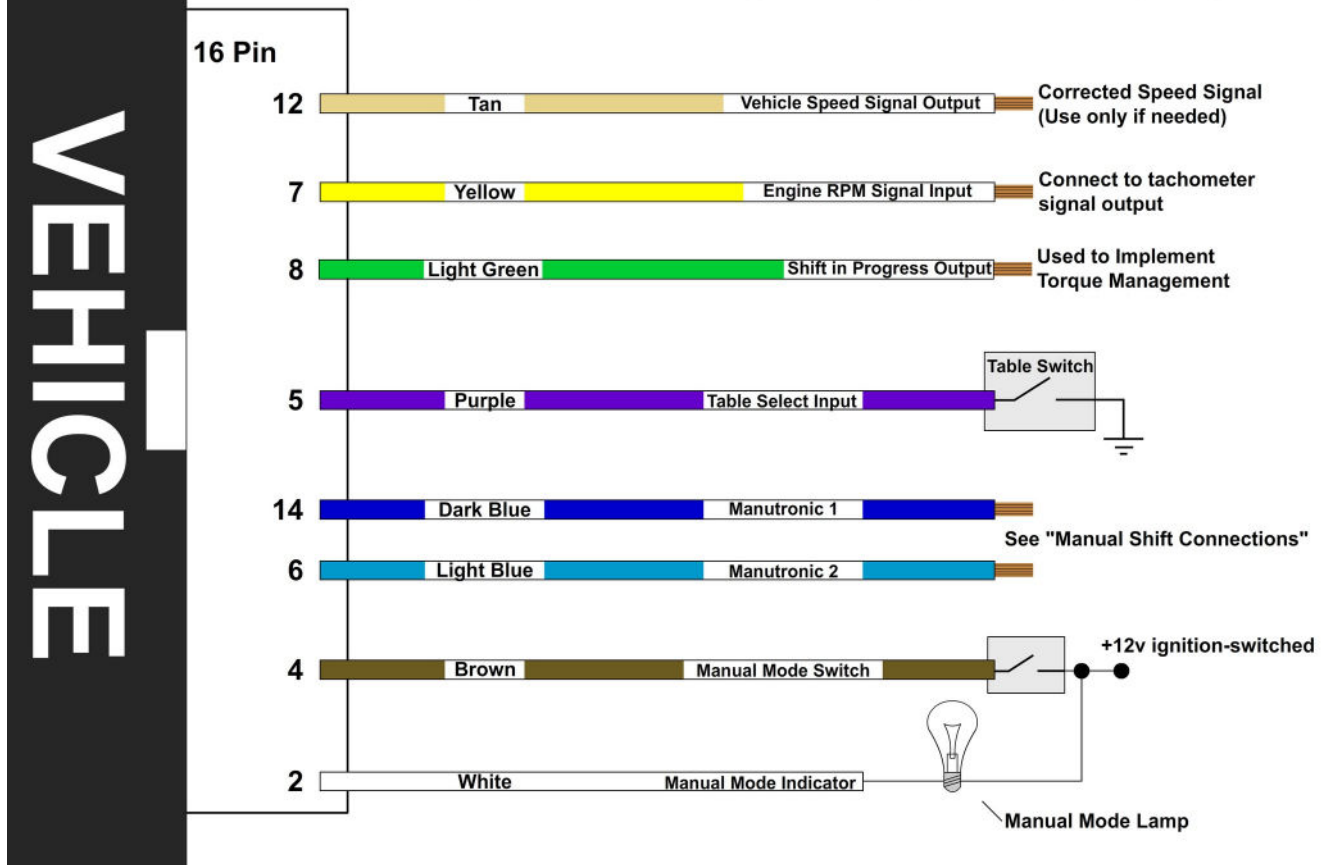 VEHICLE
16 Pin
12 Tan Vehicle Speed Signal Output Corrected Speed Signal
(Use only if needed)
7 Yellow Engine RPM Signal Input Connect to tachometer
signal output
8 Light Green Shift in Progress Output Used to Implement
Torque Management
Table Switch
5 Purple Table Select Input
14 Dark Blue Manutronic 1
See "Manual Shift Connections"
6 Light Blue Manutronic 2
+12v ignition-switched
4 Brown Manual Mode Switch
2 White Manual Mode Indicator
Manual Mode Lamp